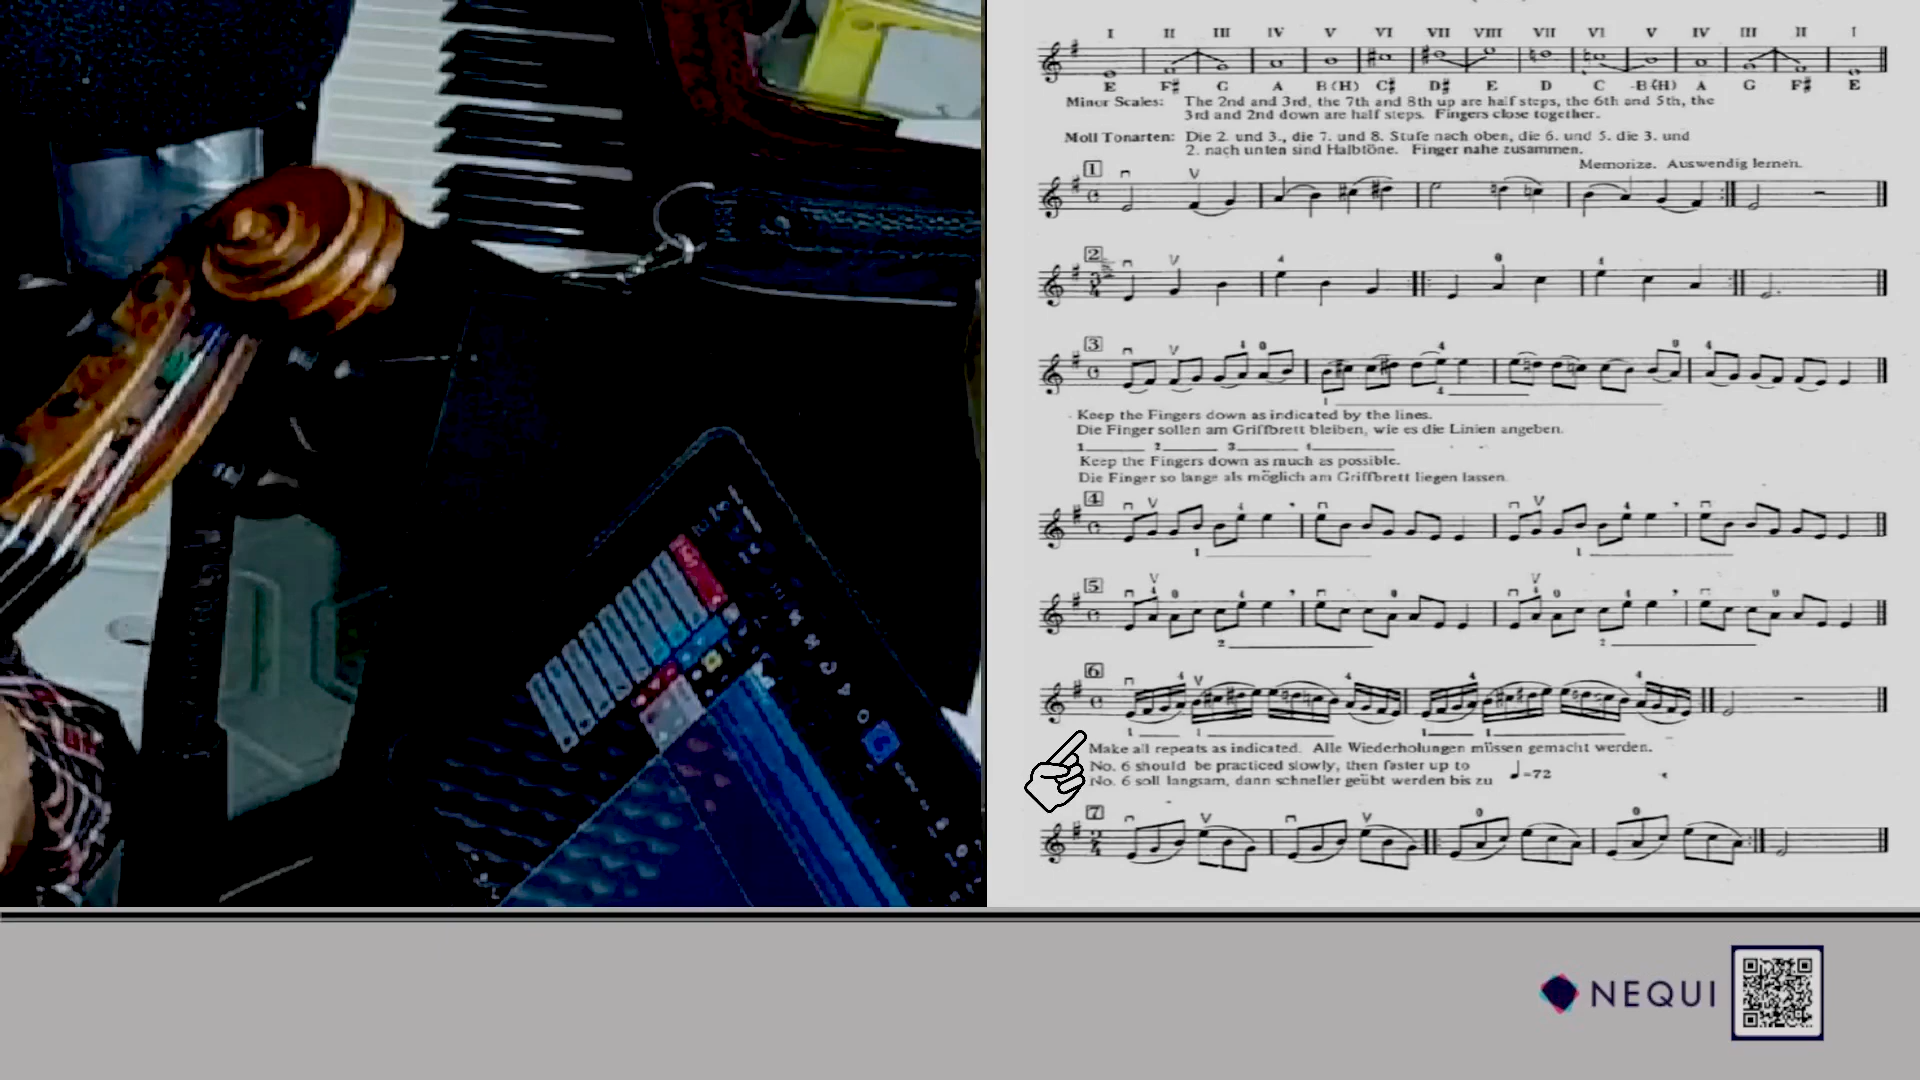 I II III IV V VI VII VIII VII VI V IV III II I
E F# G A B(H) C# D# E D C B(H) A G F# E
Minor Scales: The 2nd and 3rd, the 7th and 8th up are half steps, the 6th and 5th, the
3rd and 2nd down are half steps. Fingers close together.
Moll Tonarten: Die 2. und 3., die 7. und 8. Stufe nach oben, die 6. und 5. die 3. und
2. nach unten sind Halbtöne. Finger nahe zusammen.
Memorize. Auswendig lernen.
1
2
3
Keep the Fingers down as indicated by the lines.
Die Finger sollen am Griffbrett bleiben, wie es die Linien angeben.
1 2 3 4
Keep the Fingers down as much as possible.
Die Finger so lange als möglich am Griffbrett liegen lassen.
4
5
6
Make all repeats as indicated. Alle Wiederholungen müssen gemacht werden.
No. 6 should be practiced slowly, then faster up to
No. 6 soll langsam, dann schneller geübt werden bis zu ♩=72
7
NEQUI